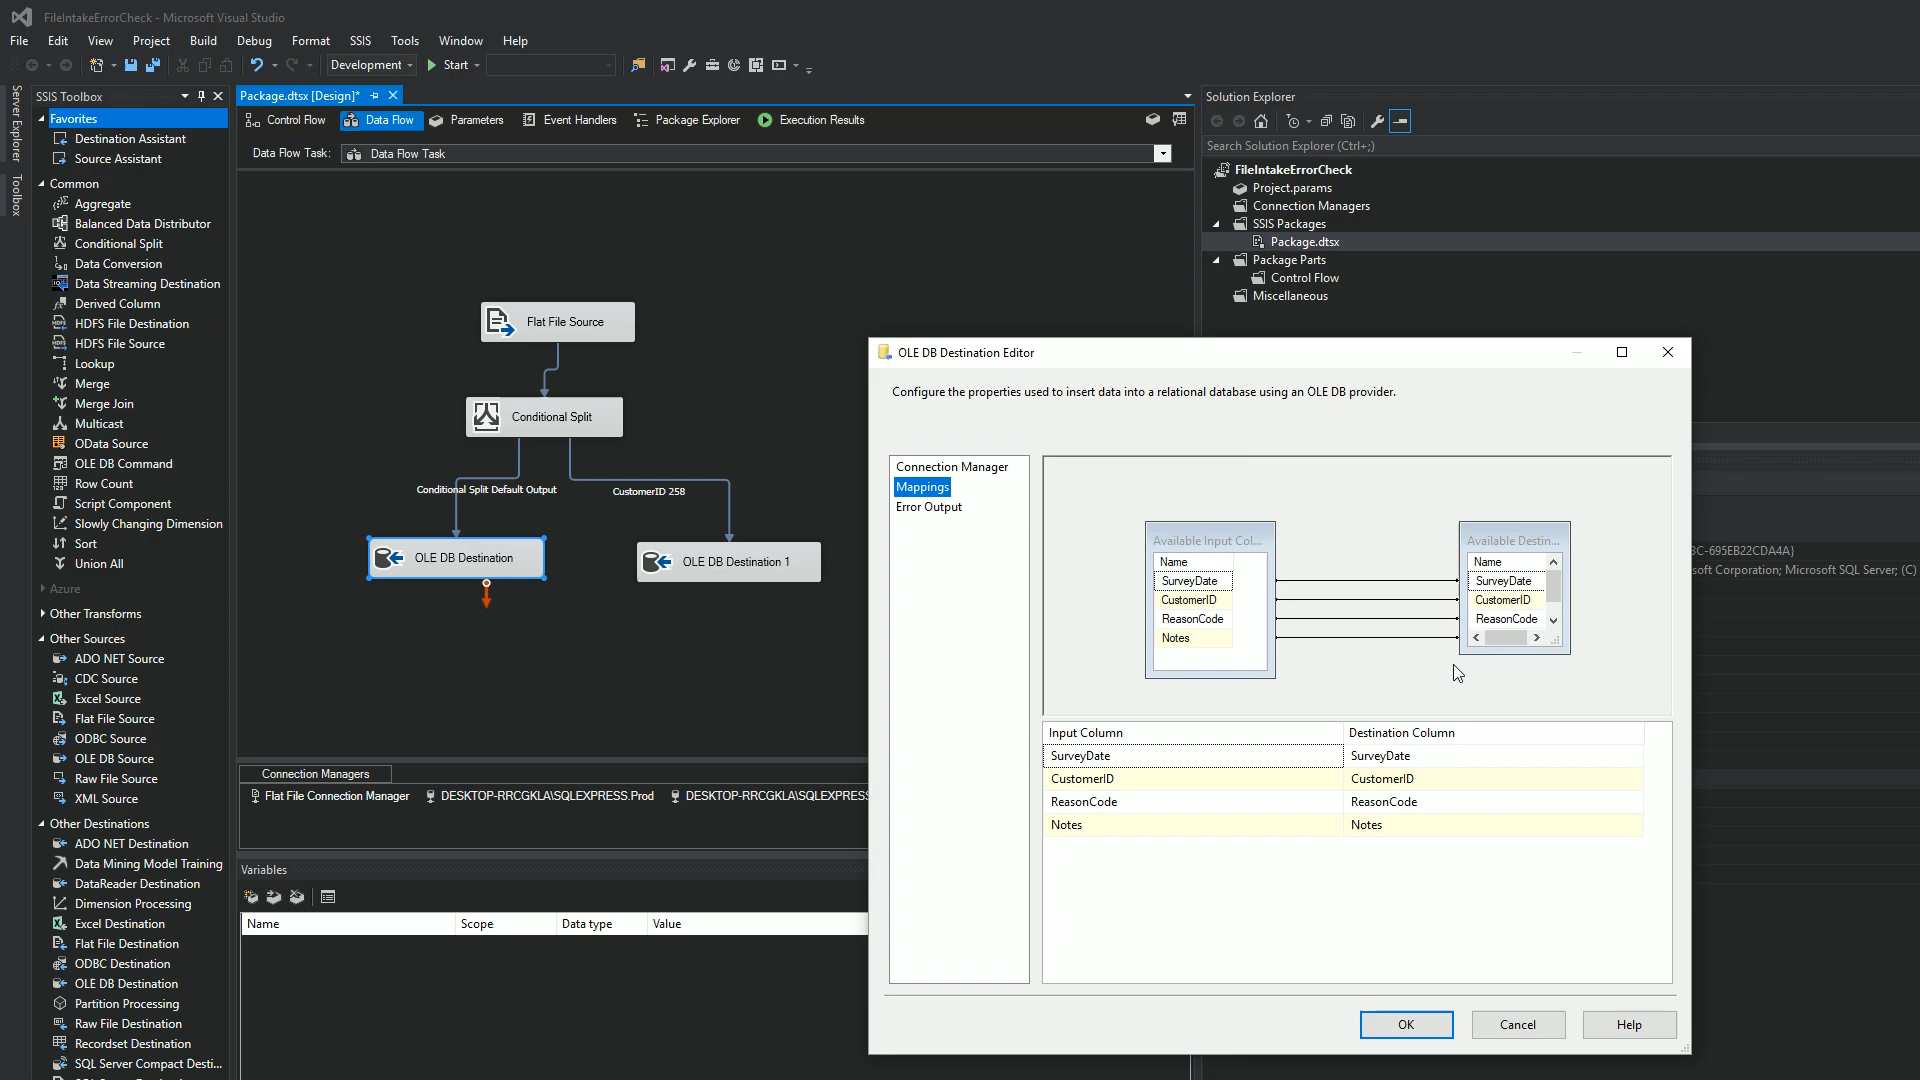 FileIntakeErrorCheck - Microsoft Visual Studio
File Edit View Project Build Debug Format SSIS Tools Window Help
Development Start
Server Explorer
Toolbox
SSIS Toolbox
Favorites
Destination Assistant
Source Assistant
Common
Aggregate
Balanced Data Distributor
Conditional Split
Data Conversion
Data Streaming Destination
Derived Column
HDFS File Destination
HDFS File Source
Lookup
Merge
Merge Join
Multicast
OData Source
OLE DB Command
Row Count
Script Component
Slowly Changing Dimension
Sort
Union All
Azure
Other Transforms
Other Sources
ADO NET Source
CDC Source
Excel Source
Flat File Source
ODBC Source
OLE DB Source
Raw File Source
XML Source
Other Destinations
ADO NET Destination
Data Mining Model Training
DataReader Destination
Dimension Processing
Excel Destination
Flat File Destination
ODBC Destination
OLE DB Destination
Partition Processing
Raw File Destination
Recordset Destination
SQL Server Compact Desti...
Package.dtsx [Design]*
Control Flow Data Flow Parameters Event Handlers Package Explorer Execution Results
Data Flow Task: Data Flow Task
Flat File Source
Conditional Split
Conditional Split Default Output
CustomerID 258
OLE DB Destination
OLE DB Destination 1
Connection Managers
Flat File Connection Manager DESKTOP-RRCGKLA\SQLEXPRESS.Prod DESKTOP-RRCGKLA\SQLEXPRESS
Variables
Name Scope Data type Value
Solution Explorer
Search Solution Explorer (Ctrl+;)
FileIntakeErrorCheck
Project.params
Connection Managers
SSIS Packages
Package.dtsx
Package Parts
Control Flow
Miscellaneous
3C-695EB22CDA4A}
soft Corporation; Microsoft SQL Server; (C)
OLE DB Destination Editor
Configure the properties used to insert data into a relational database using an OLE DB provider.
Connection Manager
Mappings
Error Output
Available Input Col...
Name
SurveyDate
CustomerID
ReasonCode
Notes
Available Destin...
Name
SurveyDate
CustomerID
ReasonCode
Input Column Destination Column
SurveyDate SurveyDate
CustomerID CustomerID
ReasonCode ReasonCode
Notes Notes
OK Cancel Help